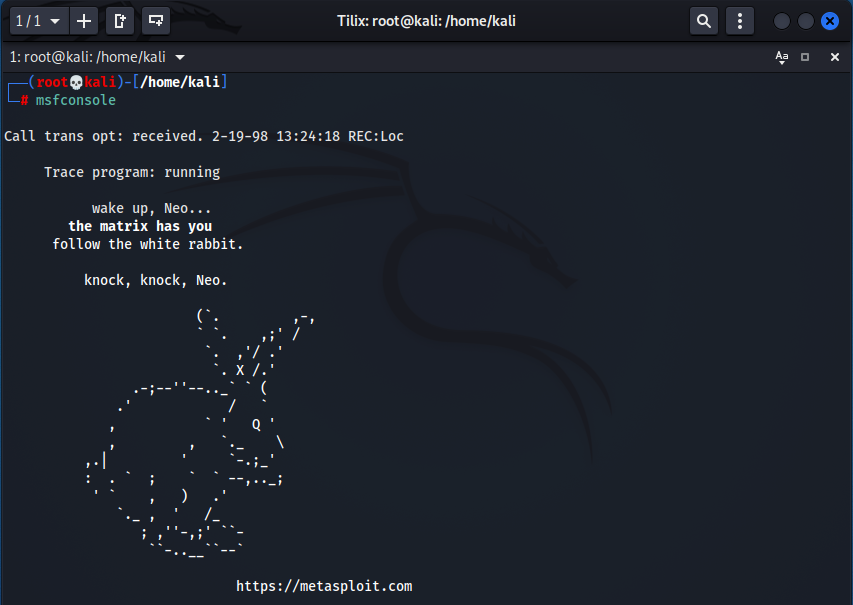 1 / 1
Tilix: root@kali: /home/kali
1: root@kali: /home/kali
Aa
┌──(root💀kali)-[/home/kali]
└─# msfconsole
Call trans opt: received. 2-19-98 13:24:18 REC:Loc
Trace program: running
wake up, Neo...
the matrix has you
follow the white rabbit.
knock, knock, Neo.
https://metasploit.com